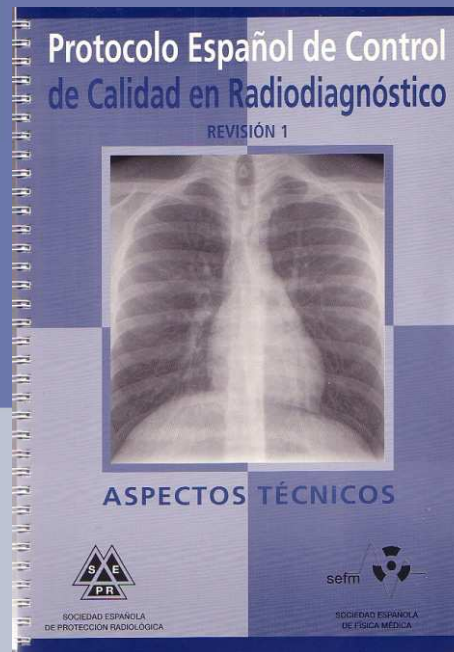 Protocolo Español de Control
de Calidad en Radiodiagnóstico
REVISIÓN 1
ASPECTOS TÉCNICOS
S E
PR
SOCIEDAD ESPAÑOLA
DE PROTECCIÓN RADIOLÓGICA
sefm
SOCIEDAD ESPAÑOLA
DE FÍSICA MÉDICA